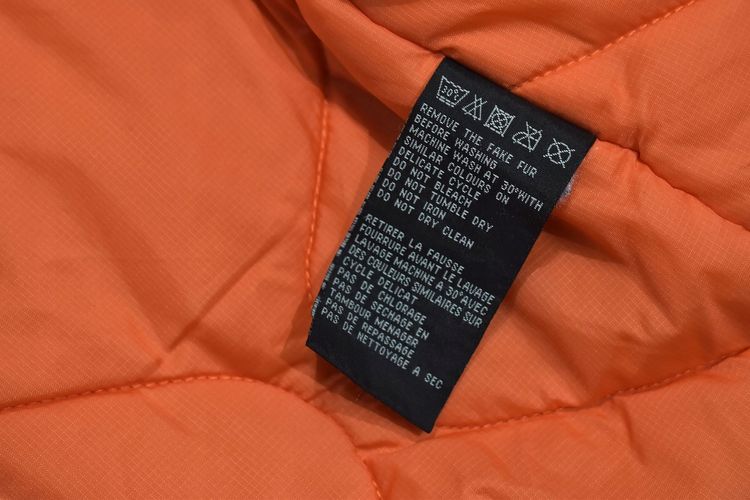 30°C
REMOVE THE FAKE FUR
BEFORE WASHING
MACHINE WASH AT 30°WITH
SIMILAR COLOURS ON
DELICATE CYCLE
DO NOT BLEACH
DO NOT TUMBLE DRY
DO NOT IRON
DO NOT DRY CLEAN
RETIRER LA FAUSSE
FOURRURE AVANT LE LAVAGE
LAVAGE MACHINE A 30°AVEC
DES COULEURS SIMILAIRES SUR
CYCLE DELICAT
PAS DE CHLORAGE
PAS DE SECHAGE EN
TAMBOUR MENAGER
PAS DE REPASSAGE
PAS DE NETTOYAGE A SEC